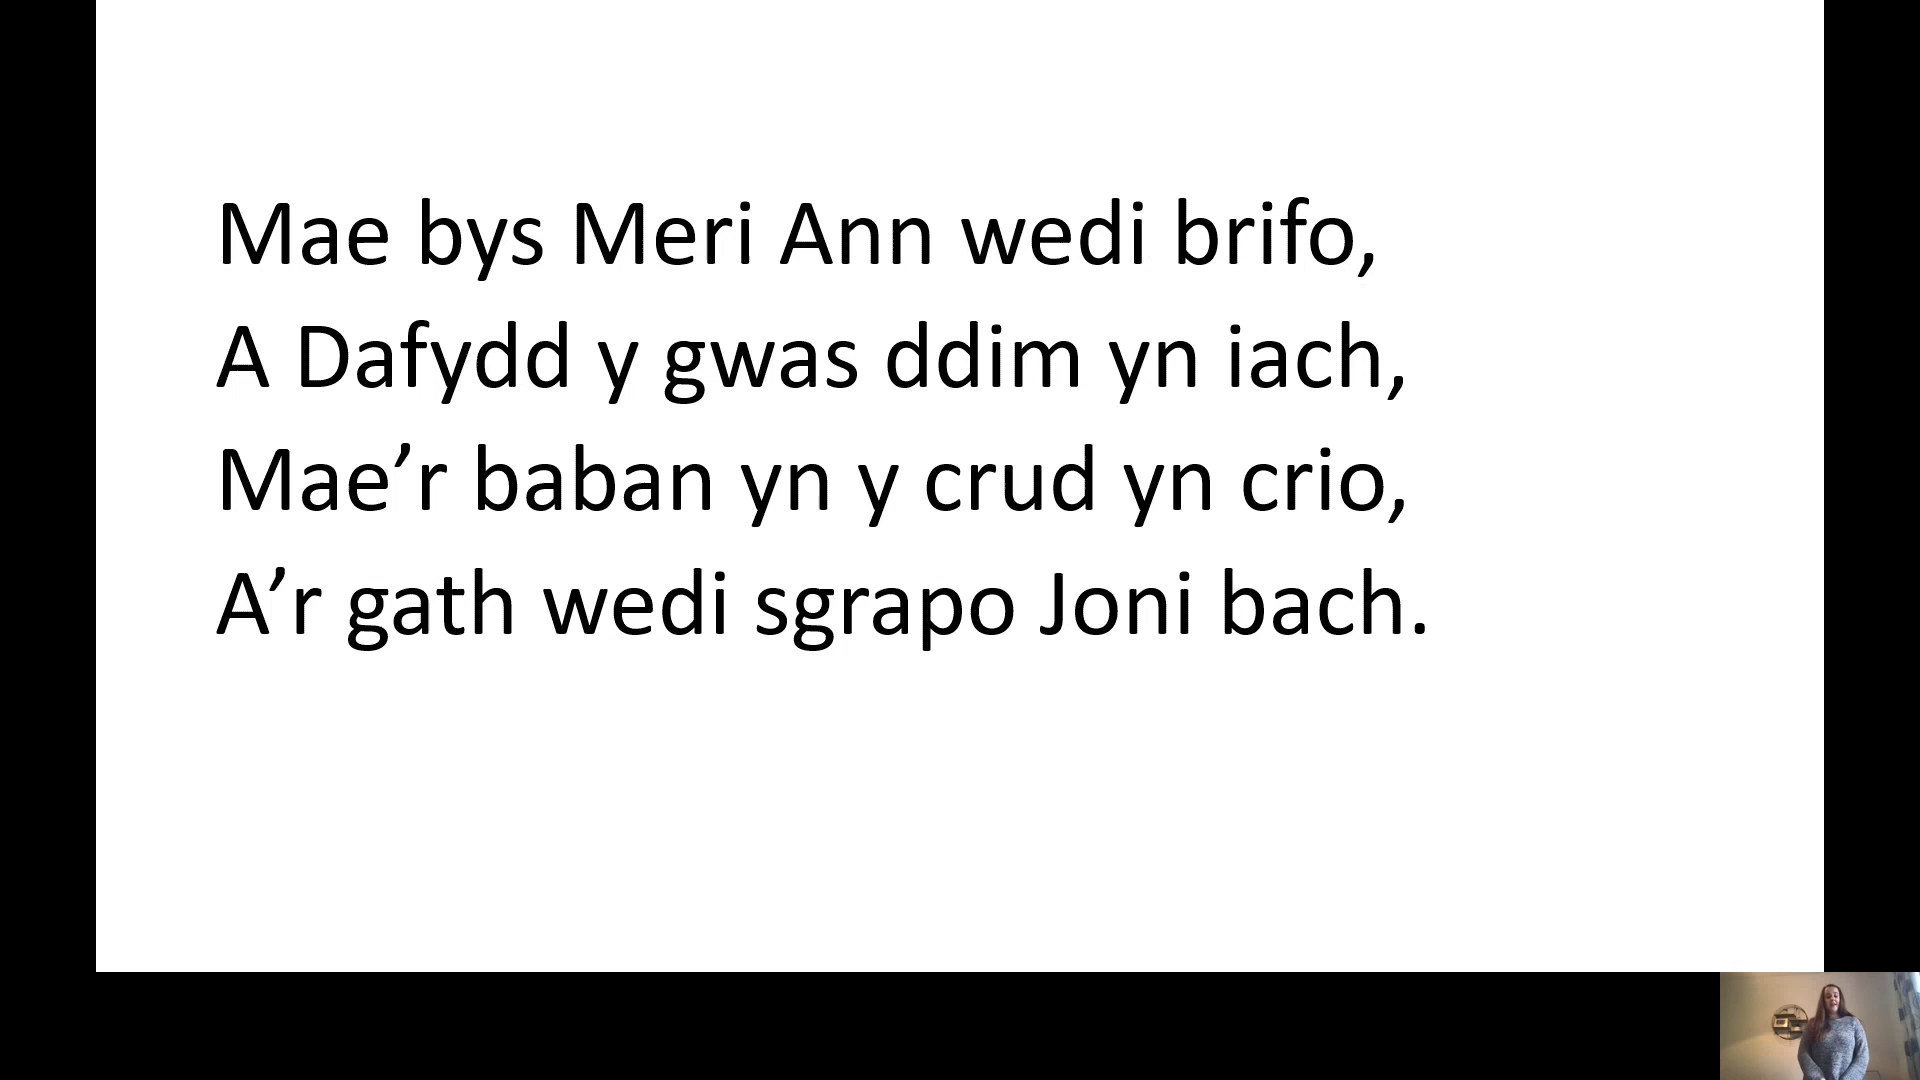 Mae bys Meri Ann wedi brifo,
A Dafydd y gwas ddim yn iach,
Mae’r baban yn y crud yn crio,
A’r gath wedi sgrapo Joni bach.